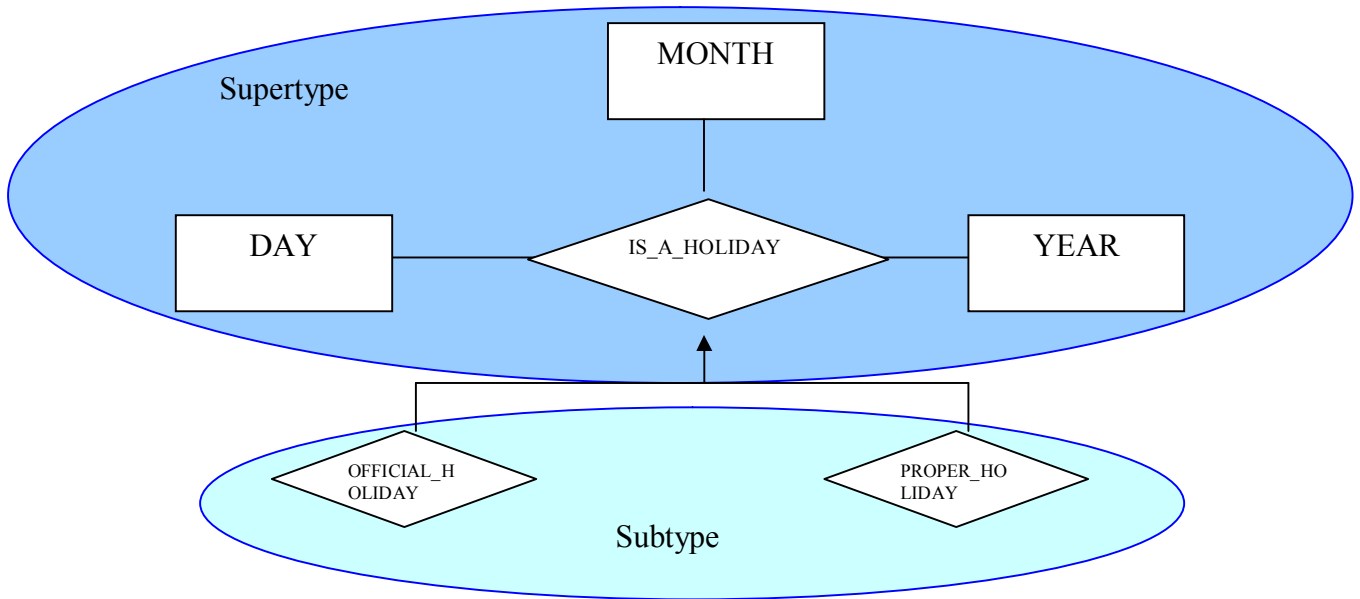 MONTH
Supertype
DAY
IS_A_HOLIDAY
YEAR
OFFICIAL_H
OLIDAY
PROPER_HO
LIDAY
Subtype